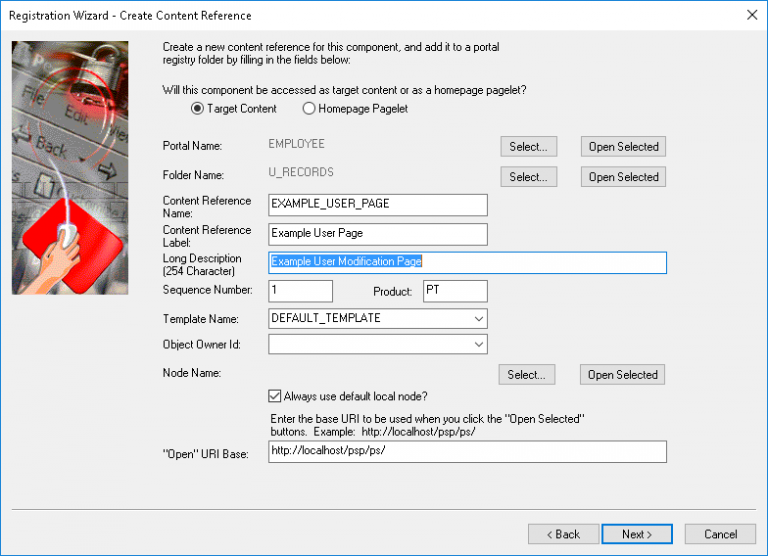 Registration Wizard - Create Content Reference
Create a new content reference for this component, and add it to a portal
registry folder by filling in the fields below:
Will this component be accessed as target content or as a homepage pagelet?
Target Content Homepage Pagelet
Portal Name: EMPLOYEE Select... Open Selected
Folder Name: U_RECORDS Select... Open Selected
Content Reference
Name: EXAMPLE_USER_PAGE
Content Reference
Label: Example User Page
Long Description
(254 Character) Example User Modification Page
Sequence Number: 1 Product: PT
Template Name: DEFAULT_TEMPLATE
Object Owner Id:
Node Name: Select... Open Selected
Always use default local node?
Enter the base URI to be used when you click the "Open Selected"
buttons. Example: http://localhost/psp/ps/
"Open" URI Base: http://localhost/psp/ps/
< Back Next > Cancel
File
Edit
Back